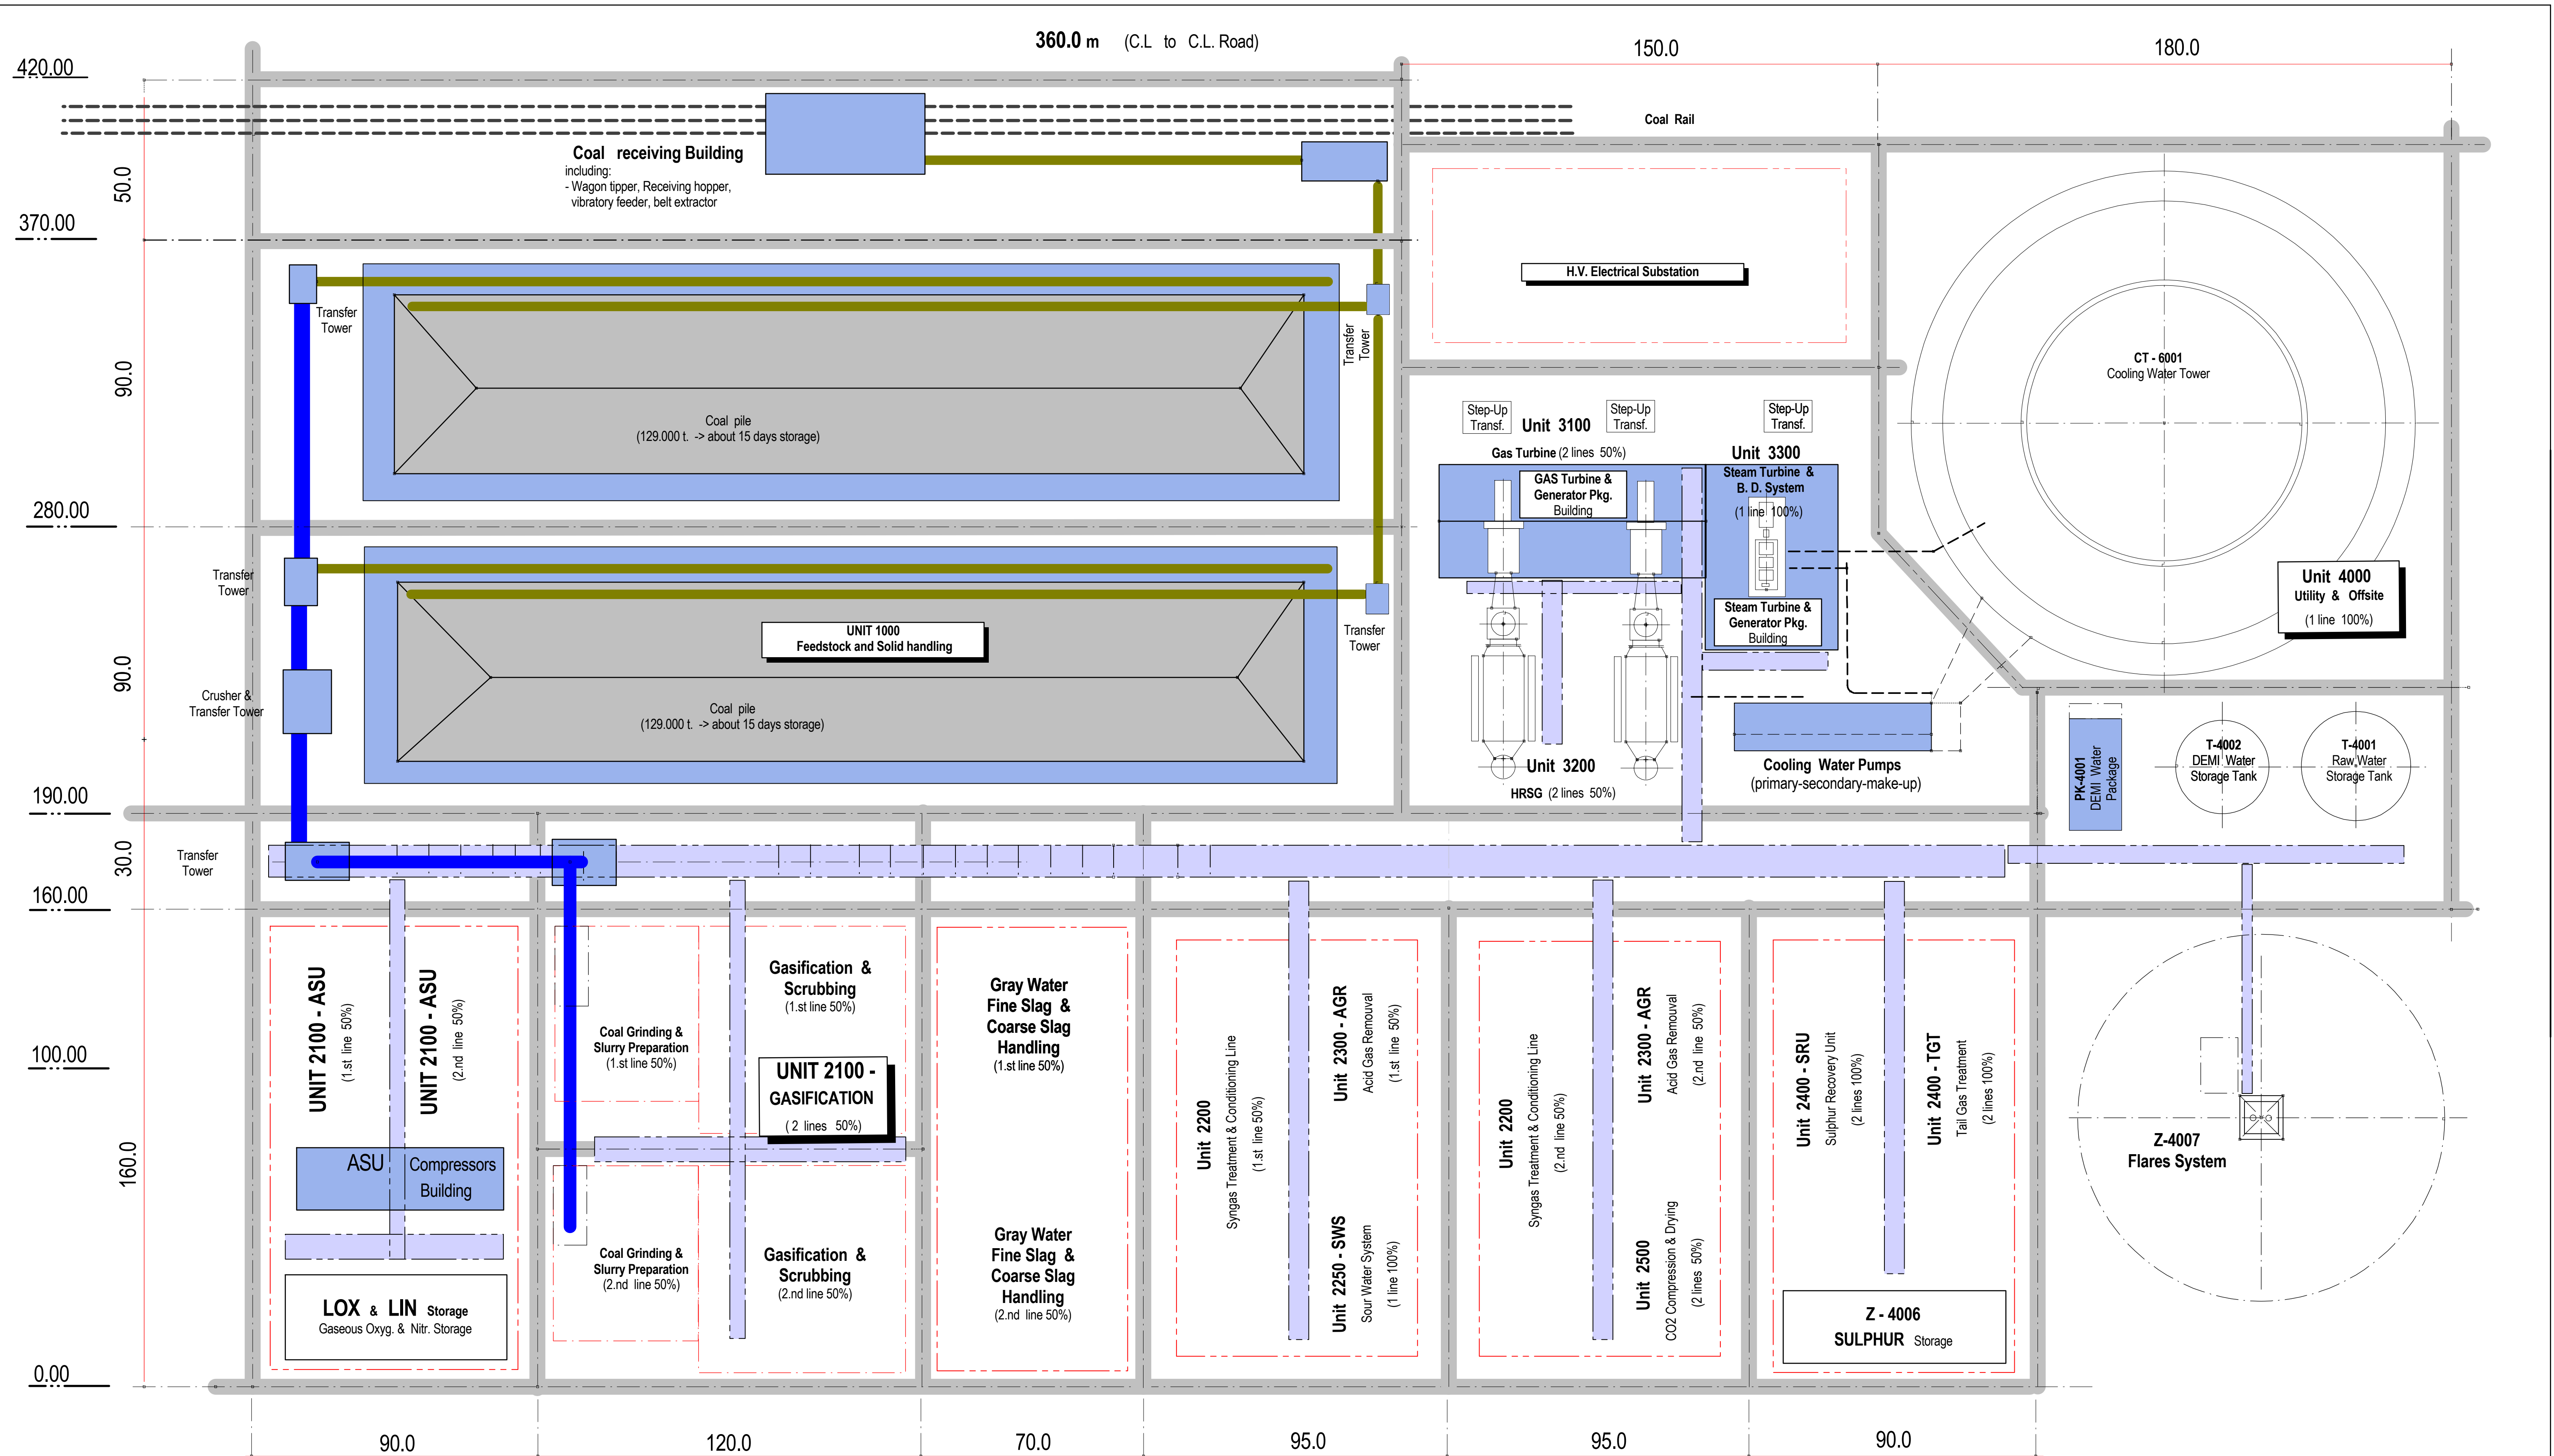 360.0 m (C.L to C.L. Road)
150.0
180.0
420.00
Coal Rail
Coal receiving Building
including:
- Wagon tipper, Receiving hopper,
vibratory feeder, belt extractor
50.0
370.00
H.V. Electrical Substation
Transfer
Tower
Transfer
Tower
CT - 6001
Cooling Water Tower
90.0
Coal pile
(129.000 t. -> about 15 days storage)
Step-Up
Transf.
Step-Up
Transf.
Step-Up
Transf.
Unit 3100
Gas Turbine (2 lines 50%)
Unit 3300
Steam Turbine &
B. D. System
(1 line 100%)
GAS Turbine &
Generator Pkg.
Building
280.00
Transfer
Tower
Unit 4000
Utility & Offsite
(1 line 100%)
Steam Turbine &
Generator Pkg.
Building
UNIT 1000
Feedstock and Solid handling
Transfer
Tower
90.0
Crusher &
Transfer Tower
Coal pile
(129.000 t. -> about 15 days storage)
Unit 3200
HRSG (2 lines 50%)
Cooling Water Pumps
(primary-secondary-make-up)
PK-4001
DEMI Water
Package
T-4002
DEMI Water
Storage Tank
T-4001
Raw Water
Storage Tank
190.00
30.0
Transfer
Tower
160.00
UNIT 2100 - ASU
(1.st line 50%)
UNIT 2100 - ASU
(2.nd line 50%)
Gasification &
Scrubbing
(1.st line 50%)
Coal Grinding &
Slurry Preparation
(1.st line 50%)
UNIT 2100 -
GASIFICATION
( 2 lines 50%)
Gray Water
Fine Slag &
Coarse Slag
Handling
(1.st line 50%)
Unit 2200
Syngas Treatment & Conditioning Line
(1.st line 50%)
Unit 2300 - AGR
Acid Gas Remouval
(1.st line 50%)
Unit 2200
Syngas Treatment & Conditioning Line
(2.nd line 50%)
Unit 2300 - AGR
Acid Gas Remouval
(2.nd line 50%)
Unit 2400 - SRU
Sulphur Recovery Unit
(2 lines 100%)
Unit 2400 - TGT
Tail Gas Treatment
(2 lines 100%)
100.00
Z-4007
Flares System
160.0
ASU Compressors
Building
Coal Grinding &
Slurry Preparation
(2.nd line 50%)
Gasification &
Scrubbing
(2.nd line 50%)
Gray Water
Fine Slag &
Coarse Slag
Handling
(2.nd line 50%)
Unit 2250 - SWS
Sour Water System
(1 line 100%)
Unit 2500
CO2 Compression & Drying
(2 lines 50%)
LOX & LIN Storage
Gaseous Oxyg. & Nitr. Storage
Z - 4006
SULPHUR Storage
0.00
90.0
120.0
70.0
95.0
95.0
90.0